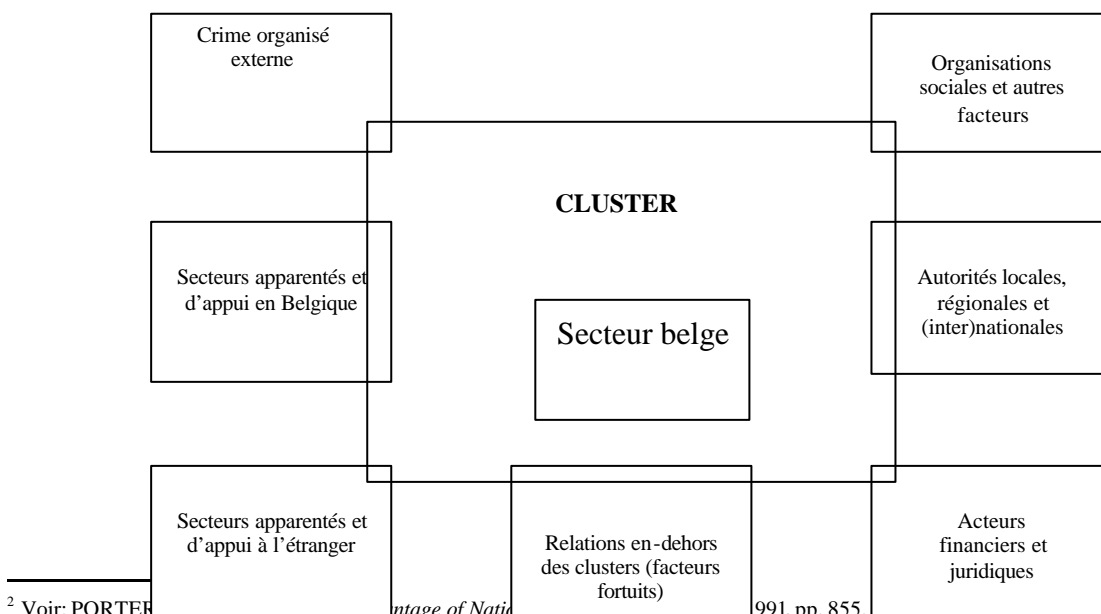 Crime organisé
externe
Organisations
sociales et autres
facteurs
CLUSTER
Secteurs apparentés et
d'appui en Belgique
Autorités locales,
régionales et
(inter)nationales
Secteur belge
Secteurs apparentés et
d'appui à l'étranger
Relations en-dehors
des clusters (facteurs
fortuits)
Acteurs
financiers et
juridiques
2 Voir: PORTER ntage of Natio 991, pp. 855.